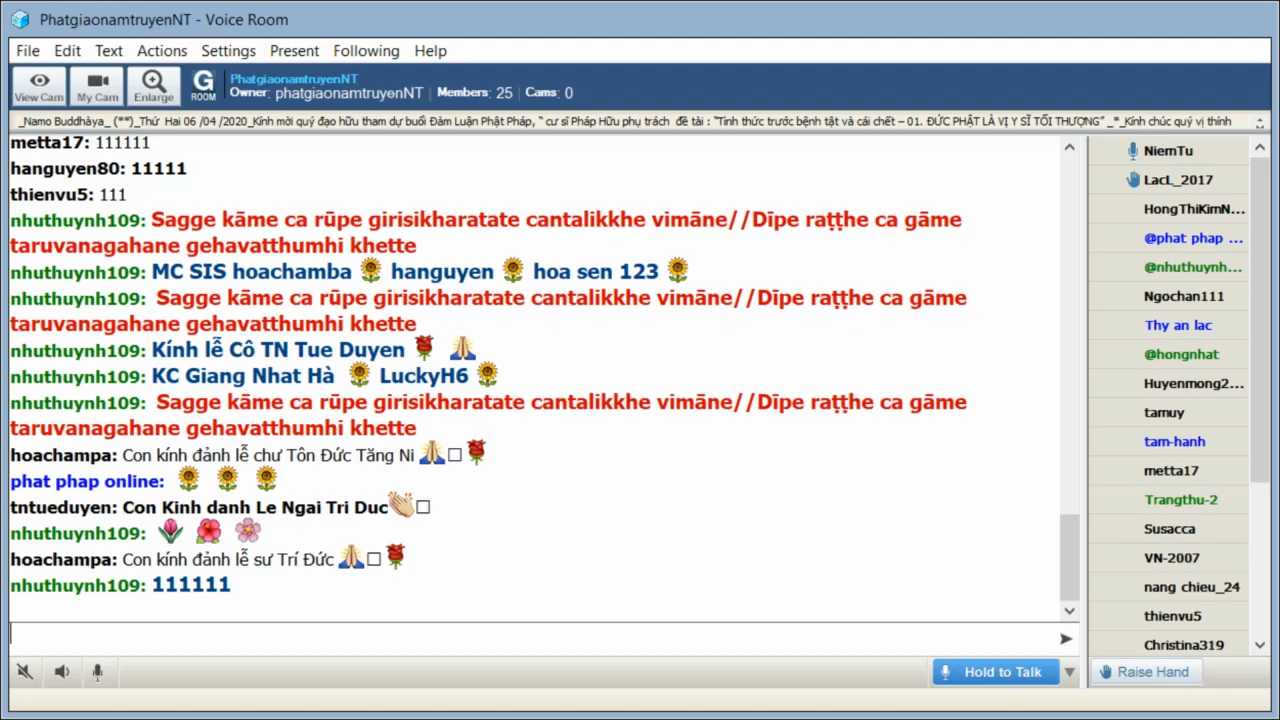 PhatgiaonamtruyenNT - Voice Room
File Edit Text Actions Settings Present Following Help
View Cam My Cam Enlarge G ROOM
PhatgiaonamtruyenNT
Owner: phatgiaonamtruyenNT | Members: 25 | Cams: 0
_Namo Buddhàya_ (**)_Thứ Hai 06 /04 /2020_Kính mời quý đạo hữu tham dự buổi Đàm Luận Phật Pháp, “ cư sĩ Pháp Hữu phụ trách đề tài : “Tinh thức trước bệnh tật và cái chết – 01. ĐỨC PHẬT LÀ VỊ Y SĨ TỐI THƯỢNG” _*_Kính chúc quý vị thính
metta17: 111111
hanguyen80: 11111
thienvu5: 111
nhuthuynh109: Sagge kāme ca rūpe girisikharatate cantalikkhe vimāne//Dīpe raṭṭhe ca gāme
taruvanagahane gehavatthumhi khette
nhuthuynh109: MC SIS hoachamba 🌻 hanguyen 🌻 hoa sen 123 🌻
nhuthuynh109: Sagge kāme ca rūpe girisikharatate cantalikkhe vimāne//Dīpe raṭṭhe ca gāme
taruvanagahane gehavatthumhi khette
nhuthuynh109: Kính lễ Cô TN Tue Duyen 🌹 🙏
nhuthuynh109: KC Giang Nhat Hà 🌻 LuckyH6 🌻
nhuthuynh109: Sagge kāme ca rūpe girisikharatate cantalikkhe vimāne//Dīpe raṭṭhe ca gāme
taruvanagahane gehavatthumhi khette
hoachampa: Con kính đảnh lễ chư Tôn Đức Tăng Ni 🙏□🌹
phat phap online: 🌻 🌻 🌻
tntueduyen: Con Kinh danh Le Ngai Tri Duc👏□
nhuthuynh109: 🌷 🌺 🌸
hoachampa: Con kính đảnh lễ sư Trí Đức 🙏□🌹
nhuthuynh109: 111111
Hold to Talk
NiemTu
LacL_2017
HongThiKimN...
@phat phap ...
@nhuthuynh...
Ngochan111
Thy an lac
@hongnhat
Huyenmong2...
tamuy
tam-hanh
metta17
Trangthu-2
Susacca
VN-2007
nang chieu_24
thienvu5
Christina319
Raise Hand